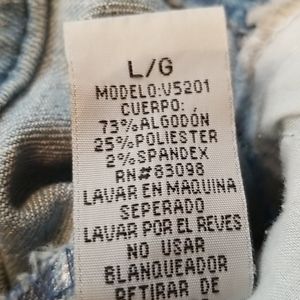 L/G
MODELO:V5201
CUERPO:
73%ALGODÓN
25%POLIESTER
2%SPANDEX
RN#83098
LAVAR EN MAQUINA
SEPERADO
LAVAR POR EL REVES
NO USAR
BLANQUEADOR
RETIRAR DE